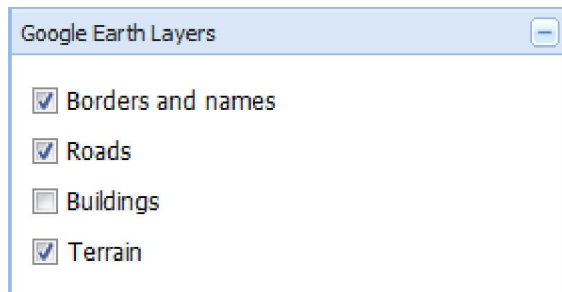 Google Earth Layers
Borders and names
Roads
Buildings
Terrain